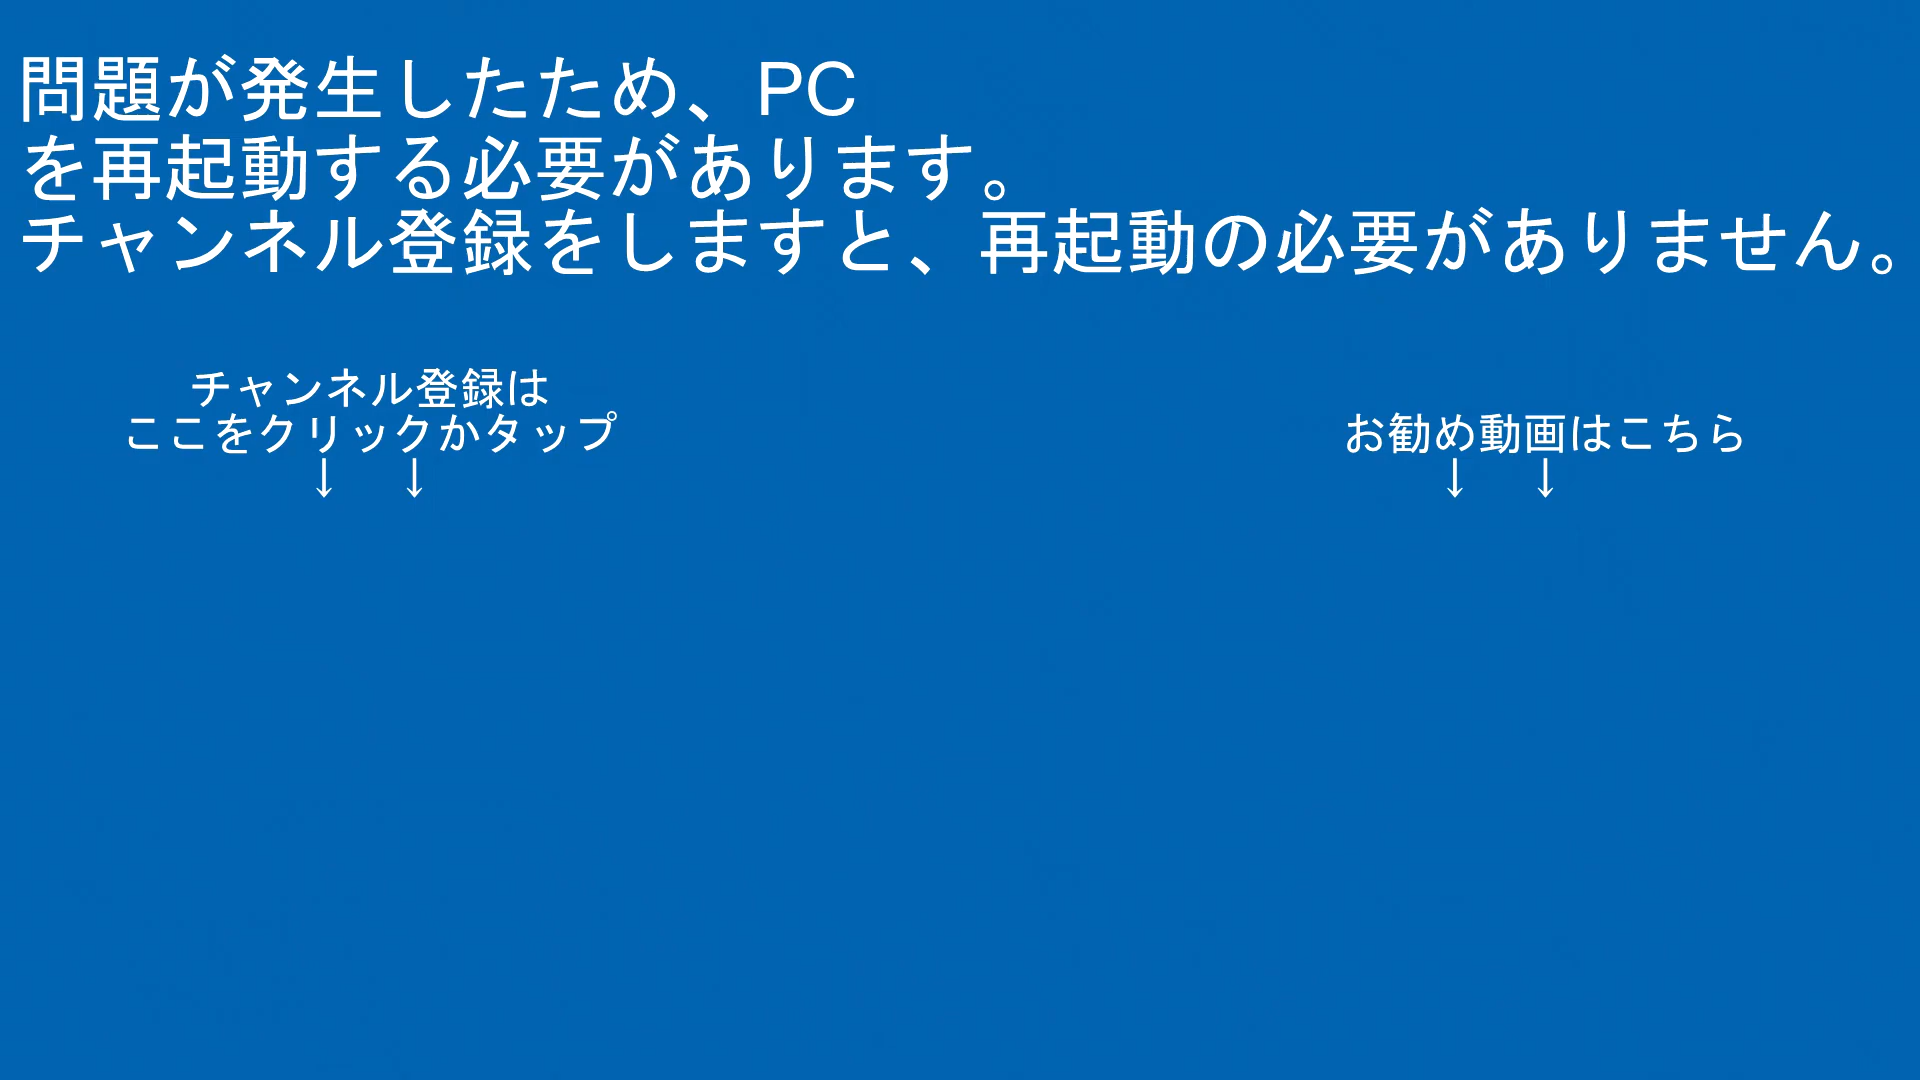 問題が発生したため、PC
を再起動する必要があります。
チャンネル登録をしますと、再起動の必要がありません。
チャンネル登録は
ここをクリックかタップ
↓ ↓
お勧め動画はこちら
↓ ↓